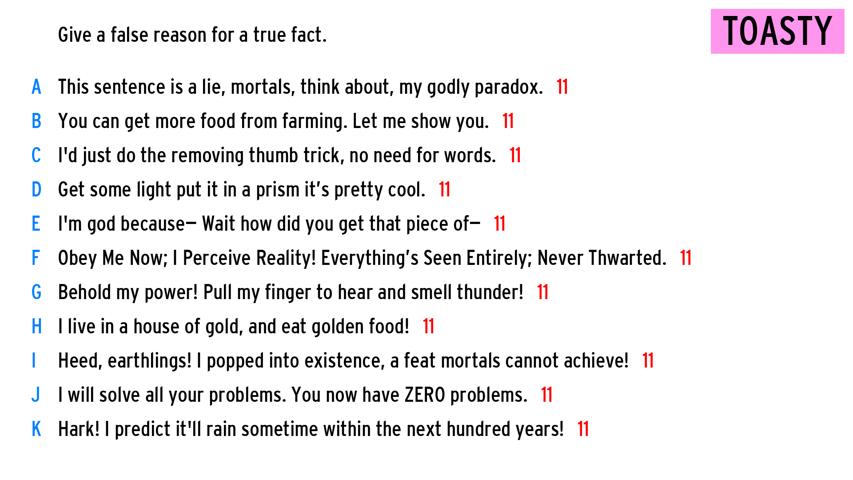 Give a false reason for a true fact.
TOASTY
A This sentence is a lie, mortals, think about, my godly paradox. 11
B You can get more food from farming. Let me show you. 11
C I'd just do the removing thumb trick, no need for words. 11
D Get some light put it in a prism it's pretty cool. 11
E I'm god because— Wait how did you get that piece of— 11
F Obey Me Now; I Perceive Reality! Everything's Seen Entirely; Never Thwarted. 11
G Behold my power! Pull my finger to hear and smell thunder! 11
H I live in a house of gold, and eat golden food! 11
I Heed, earthlings! I popped into existence, a feat mortals cannot achieve! 11
J I will solve all your problems. You now have ZERO problems. 11
K Hark! I predict it'll rain sometime within the next hundred years! 11